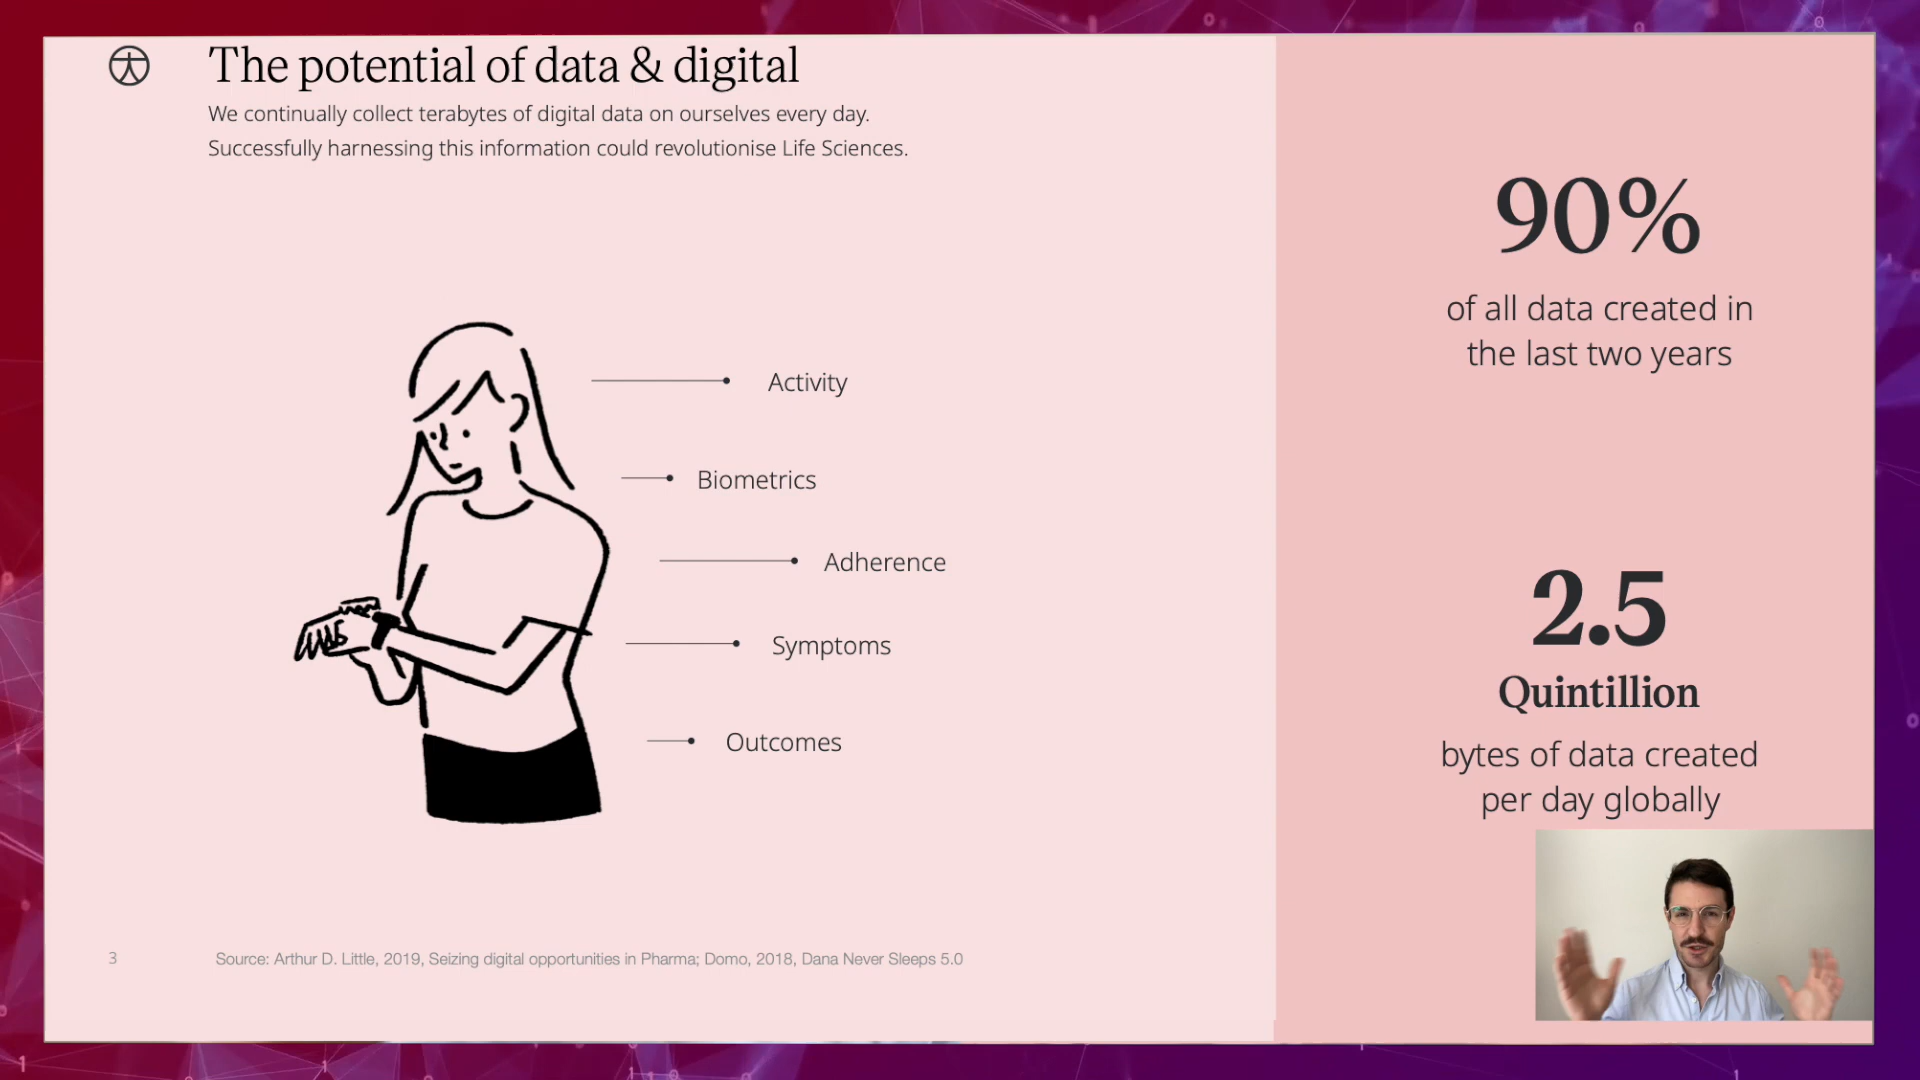 The potential of data & digital
We continually collect terabytes of digital data on ourselves every day.
Successfully harnessing this information could revolutionise Life Sciences.
Activity
Biometrics
Adherence
Symptoms
Outcomes
90%
of all data created in
the last two years
2.5
Quintillion
bytes of data created
per day globally
3
Source: Arthur D. Little, 2019, Seizing digital opportunities in Pharma; Domo, 2018, Dana Never Sleeps 5.0